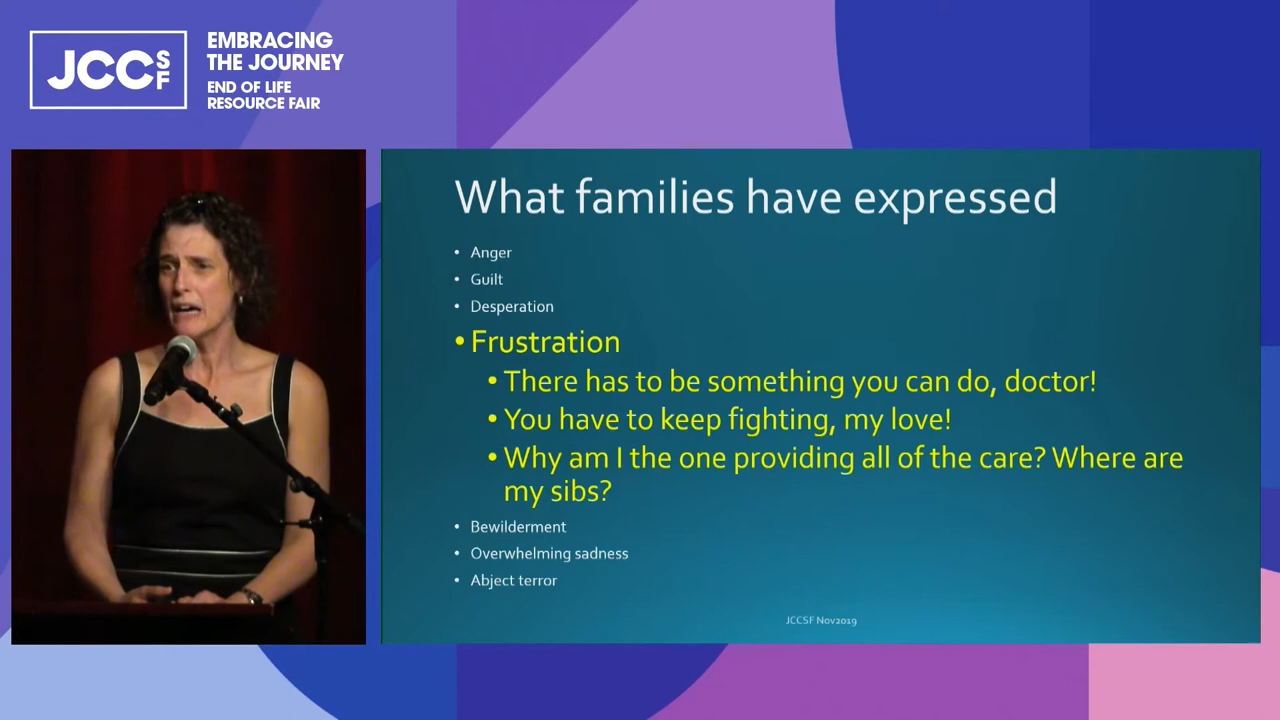 JCCSF
EMBRACING
THE JOURNEY
END OF LIFE
RESOURCE FAIR
What families have expressed
• Anger
• Guilt
• Desperation
• Frustration
• There has to be something you can do, doctor!
• You have to keep fighting, my love!
• Why am I the one providing all of the care? Where are
my sibs?
• Bewilderment
• Overwhelming sadness
• Abject terror
JCCSF Nov2019